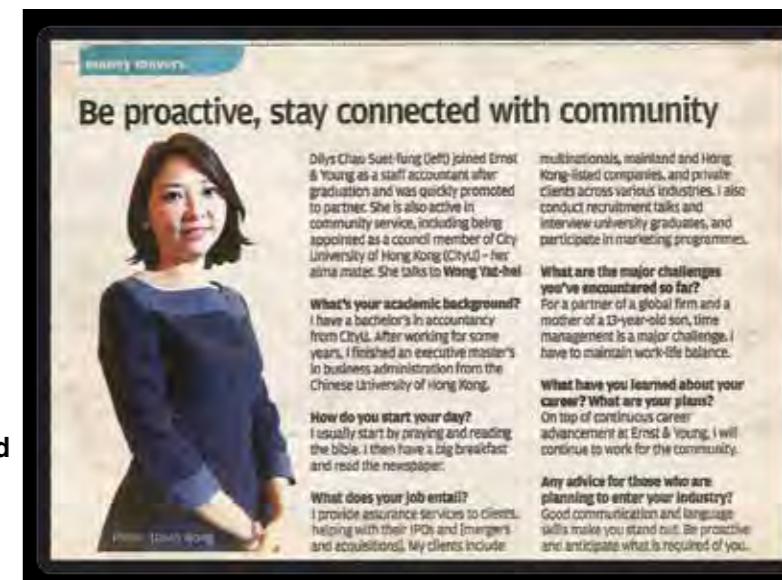 money movers
Be proactive, stay connected with community
Dilys Chau Suet-fung (left) joined Ernst
& Young as a staff accountant after
graduation and was quickly promoted
to partner. She is also active in
community service, including being
appointed as a council member of City
University of Hong Kong (CityU) – her
alma mater. She talks to Wong Yat-hei
What's your academic background?
I have a bachelor's in accountancy
from CityU. After working for some
years, I finished an executive master's
in business administration from the
Chinese University of Hong Kong.
How do you start your day?
I usually start by praying and reading
the bible. I then have a big breakfast
and read the newspaper.
What does your job entail?
I provide assurance services to clients,
helping with their IPOs and [mergers
and acquisitions]. My clients include
multinationals, mainland and Hong
Kong-listed companies, and private
clients across various industries. I also
conduct recruitment talks and
interview university graduates, and
participate in marketing programmes.
What are the major challenges
you've encountered so far?
For a partner of a global firm and a
mother of a 13-year-old son, time
management is a major challenge. I
have to maintain work-life balance.
What have you learned about your
career? What are your plans?
On top of continuous career
advancement at Ernst & Young, I will
continue to work for the community.
Any advice for those who are
planning to enter your industry?
Good communication and language
skills make you stand out. Be proactive
and anticipate what is required of you.
Photo: Wong
d